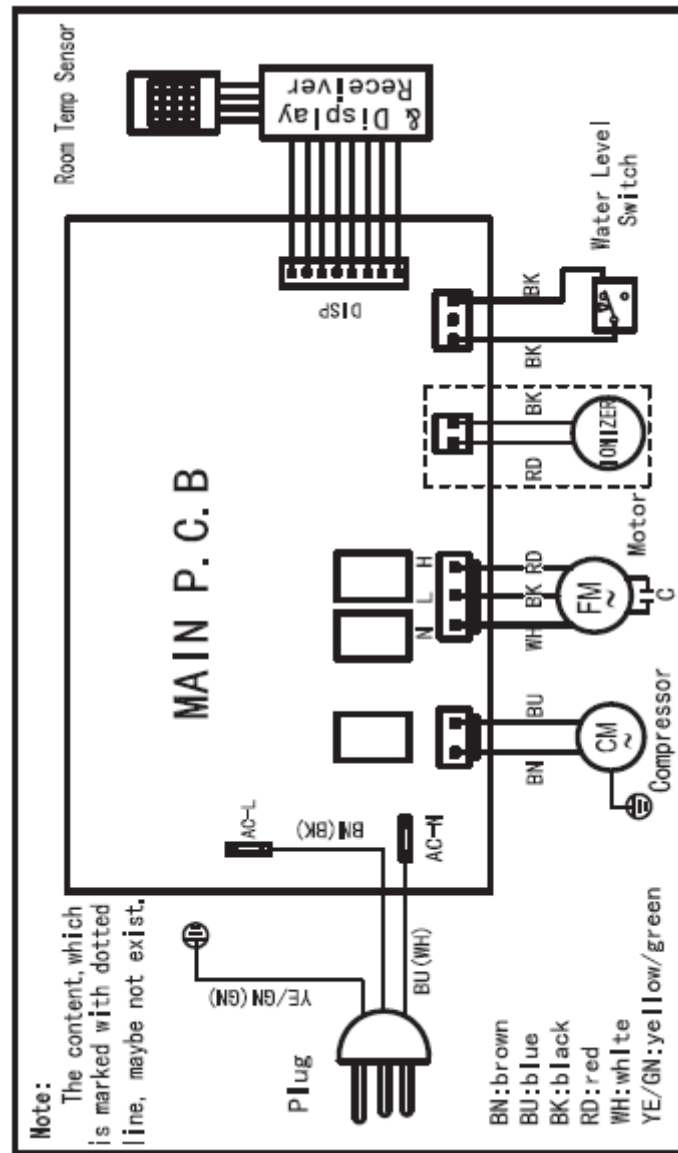 Note:
The content, which
is marked with dotted
line, maybe not exist.
Room Temp Sensor
& Display
Receiver
DISP
MAIN P. C. B
AC-L
BN(BK)
AC-N
YE/GN(GN)
BU(WH)
Plug
N
L
H
BN
BU
WH
BK
RD
RD
BK
BK
BK
CM
~
Compressor
FM
~
C
Motor
IONIZER
Water Level
Switch
BN:brown
BU:blue
BK:black
RD:red
WH:white
YE/GN:yellow/green